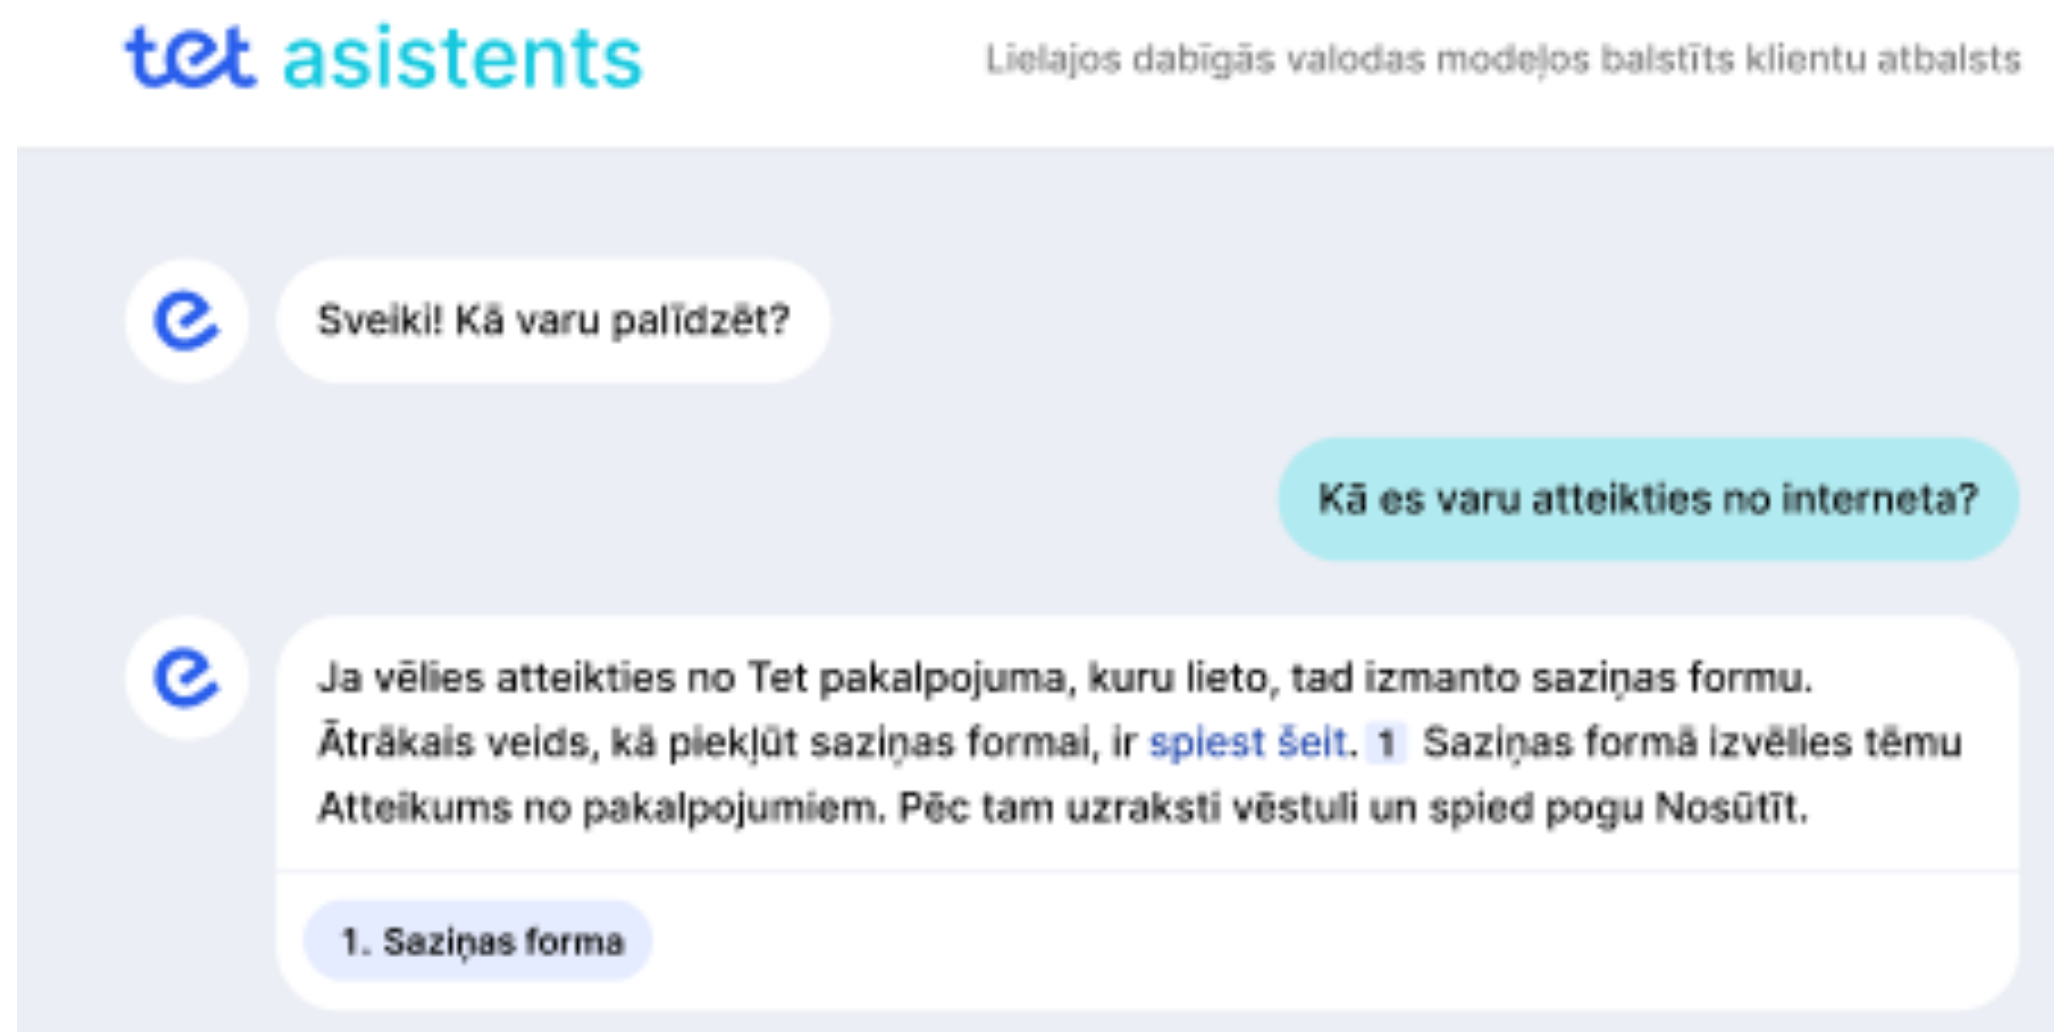 tet asistents
Lielajos dabīgās valodas modeļos balstīts klientu atbalsts
Sveiki! Kā varu palīdzēt?
Kā es varu atteikties no interneta?
Ja vēlies atteikties no Tet pakalpojuma, kuru lieto, tad izmanto saziņas formu.
Ātrākais veids, kā piekļūt saziņas formai, ir spiest šeit. 1 Saziņas formā izvēlies tēmu
Atteikums no pakalpojumiem. Pēc tam uzraksti vēstuli un spied pogu Nosūtīt.
1. Saziņas forma